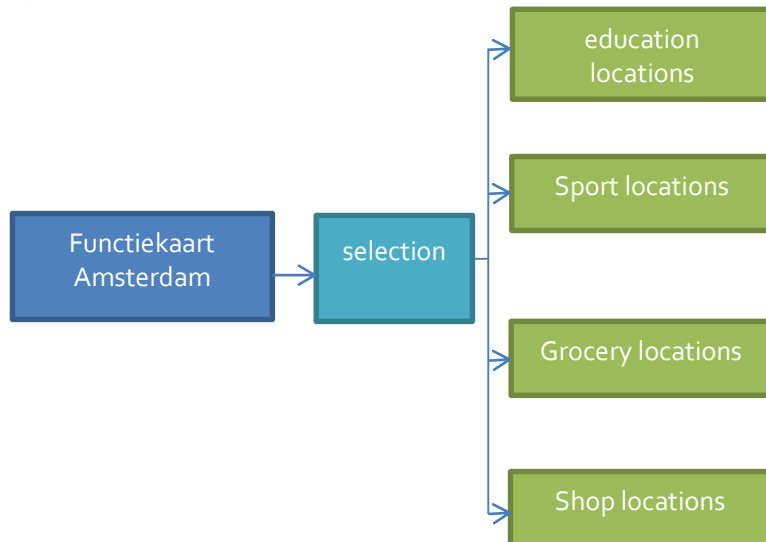 education
locations
Sport locations
Functiekaart
Amsterdam
selection
Grocery locations
Shop locations